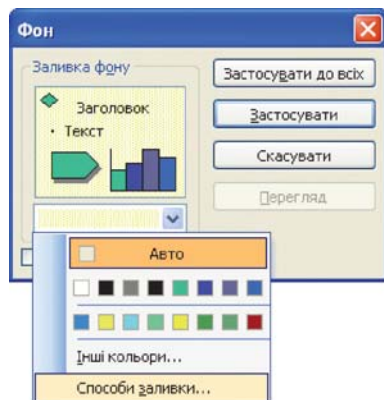 Фон
Заливка фону
Застосувати до всіх
Заголовок
• Текст
Застосувати
Скасувати
Перегляд
Авто
Інші кольори...
Способи заливки...